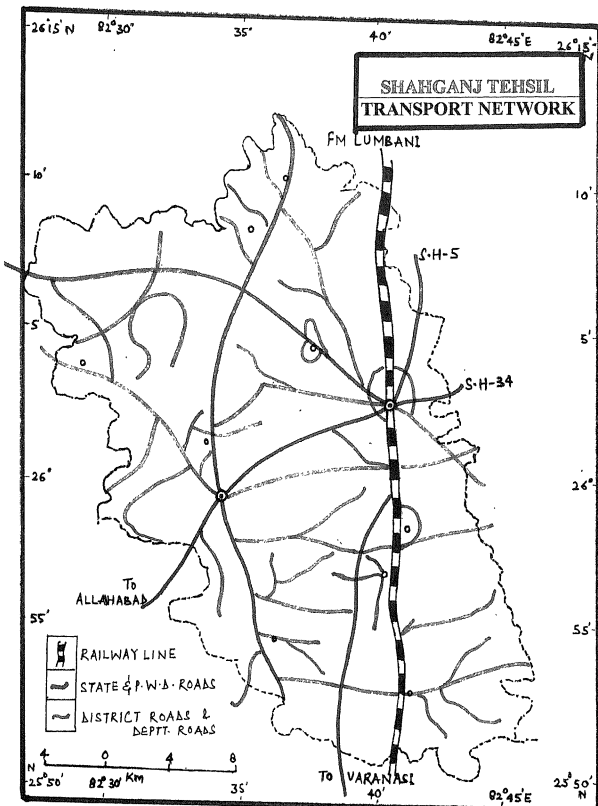 26°15' N 82°30' 35' 40' 82°45' E 26°15'
SHAHGANJ TEHSIL
TRANSPORT NETWORK
FM LUMBANI
10' 10'
S.H-5
5' 5'
S.H-34
26° 26°
TO
ALLAHABAD
55' 55'
RAILWAY LINE
STATE & P.W.D. ROADS
DISTRICT ROADS &
DEPTT. ROADS
4 0 4 8
KM
TO VARANASI
N
25°50' 82°30' 35' 40' 82°45' E 25°50'